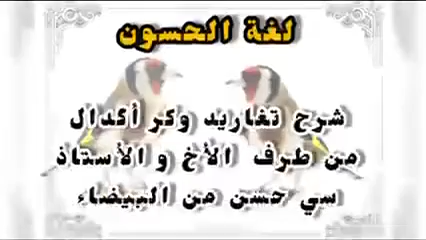 لغة الحسون
شرح تغاريد وكر أكدال
من طرف الأخ و الأستاذ
سي حسن من البيضاء